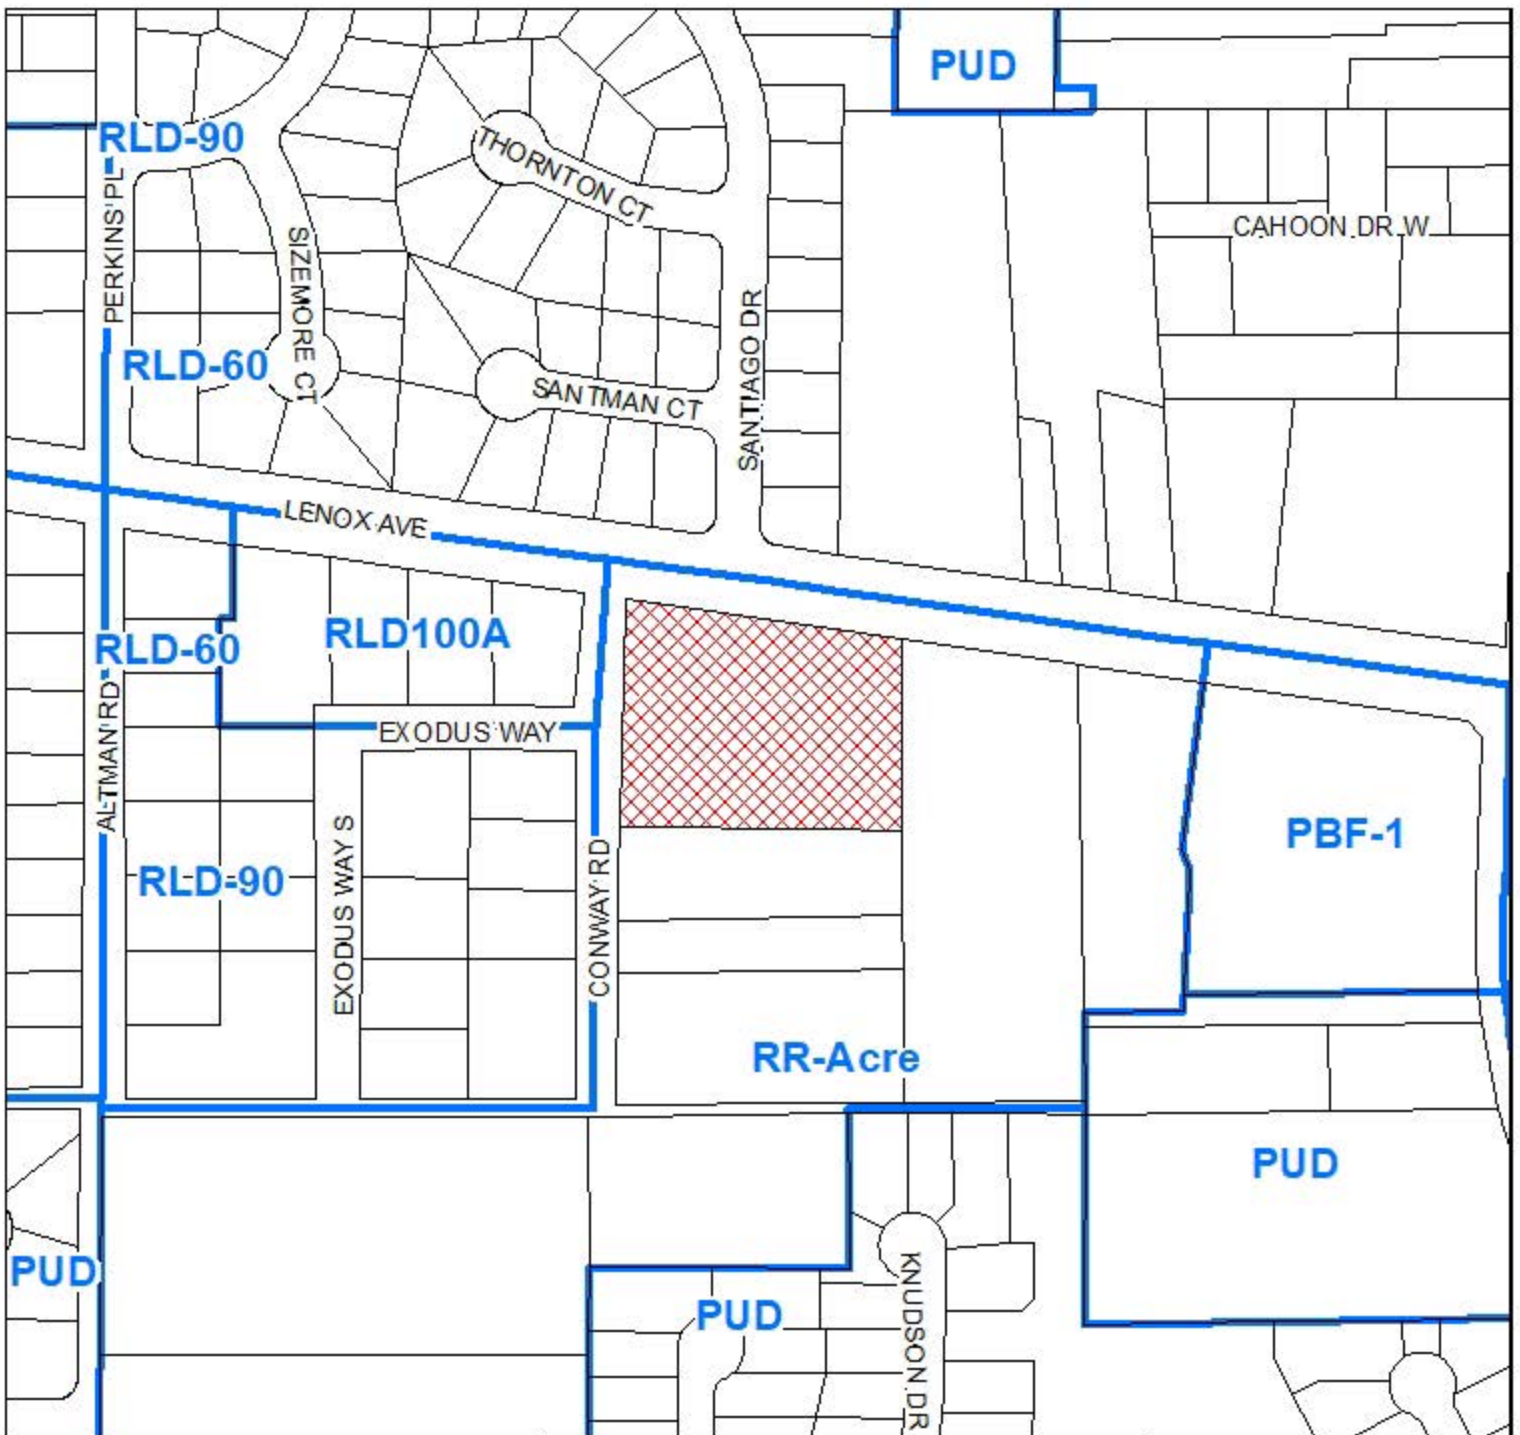 PUD
RLD-90
THORNTON CT
PERKINS PL
CAHOON DR W
SIZEMORE CT
SANTIAGO DR
RLD-60
SANTMAN CT
LENOX AVE
RLD-60
RLD100A
ALTMAN RD
EXODUS WAY
PBF-1
RLD-90
EXODUS WAY S
CONWAY RD
RR-Acre
PUD
PUD
PUD
KNUDSON DR